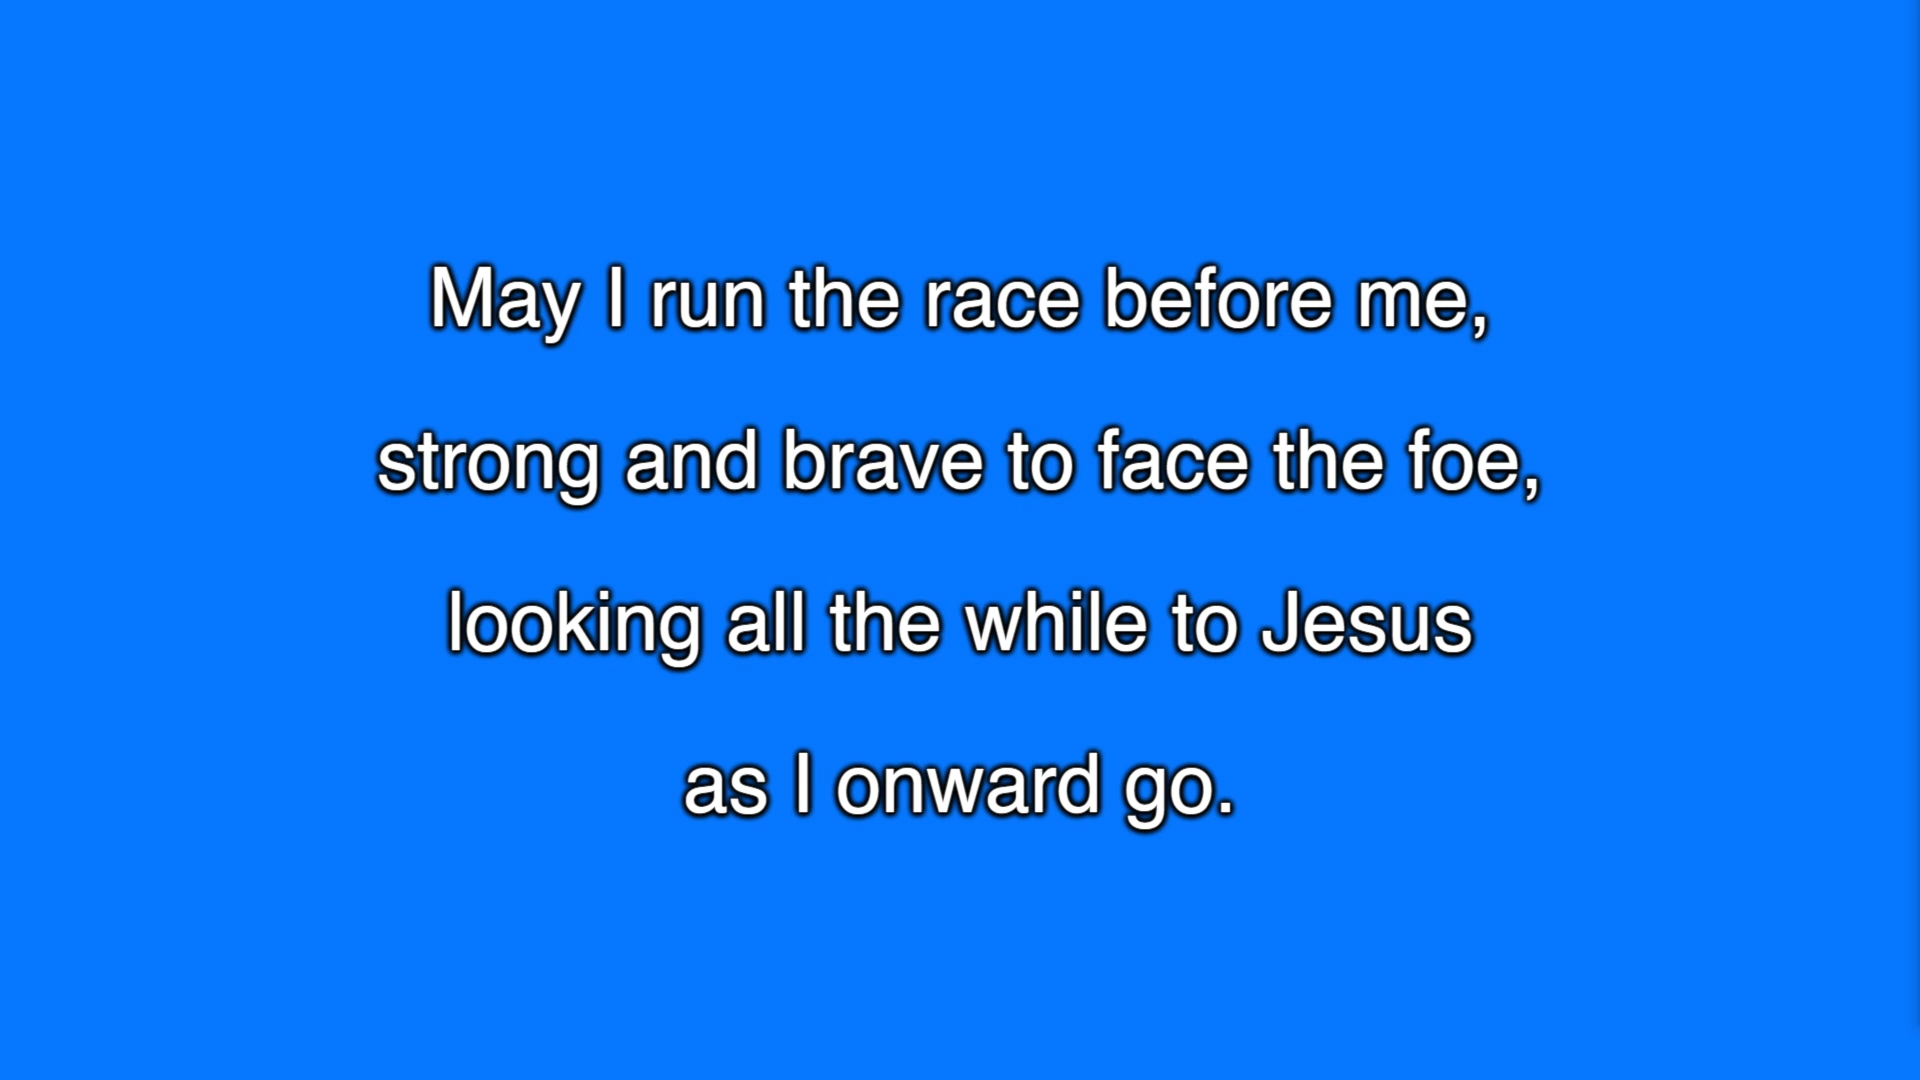 May I run the race before me,
strong and brave to face the foe,
looking all the while to Jesus
as I onward go.